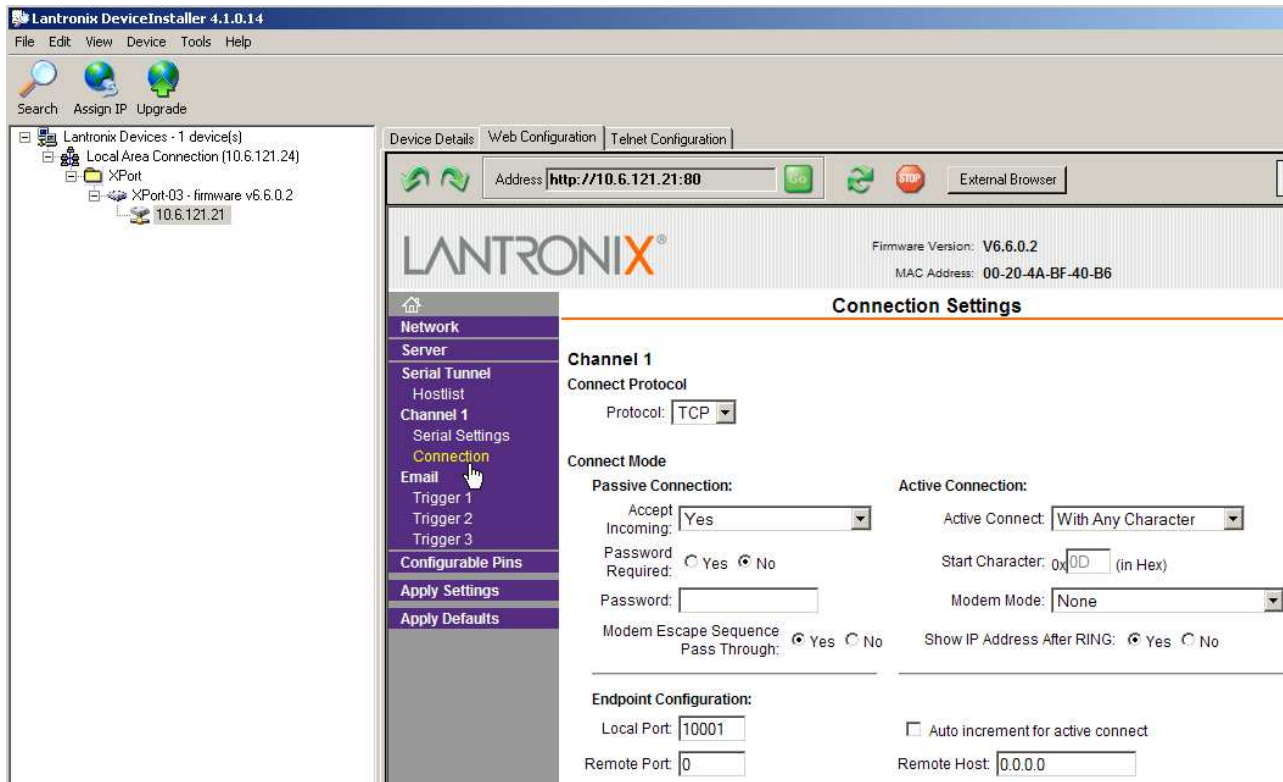 Lantronix DeviceInstaller 4.1.0.14
File Edit View Device Tools Help
Search Assign IP Upgrade
Lantronix Devices - 1 device(s)
Local Area Connection (10.6.121.24)
XPort
XPort-03 - firmware v6.6.0.2
10.6.121.21
Device Details Web Configuration Telnet Configuration
Address http://10.6.121.21:80 Go STOP External Browser
LANTRONIX®
Firmware Version: V6.6.0.2
MAC Address: 00-20-4A-BF-40-B6
Network
Server
Serial Tunnel
Hostlist
Channel 1
Serial Settings
Connection
Email
Trigger 1
Trigger 2
Trigger 3
Configurable Pins
Apply Settings
Apply Defaults
Connection Settings
Channel 1
Connect Protocol
Protocol: TCP
Connect Mode
Passive Connection:
Accept
Incoming: Yes
Password
Required: Yes No
Password:
Modem Escape Sequence
Pass Through: Yes No
Active Connection:
Active Connect: With Any Character
Start Character: 0x 0D (in Hex)
Modem Mode: None
Show IP Address After RING: Yes No
Endpoint Configuration:
Local Port: 10001
Auto increment for active connect
Remote Port: 0
Remote Host: 0.0.0.0